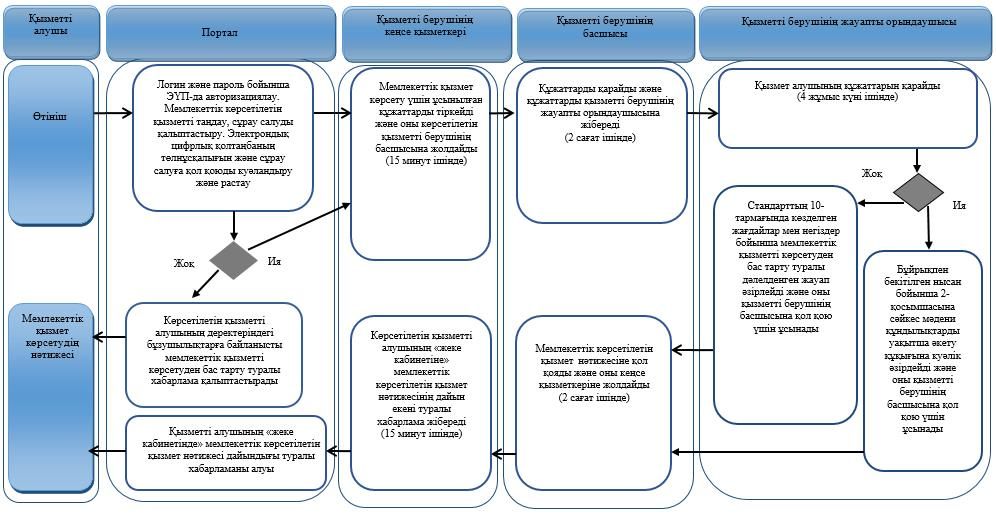 Қызметті
алушы
Портал
Қызметті берушінің
кеңсе қызметкері
Қызметті берушінің
басшысы
Қызметті берушінің жауапты орындаушысы
Өтініш
Логин және пароль бойынша
ЭҮП-да авторизациялау.
Мемлекеттік көрсетілетін
қызметті таңдау, сұрау салуды
қалыптастыру. Электрондық
цифрлық қолтаңбаның
төлнұсқалығын және сұрау
салуға қол қоюды куәландыру
және растау
Мемлекеттік қызмет
көрсету үшін ұсынылған
құжаттарды тіркейді
және оны көрсетілетін
қызметті берушінің
басшысына жолдайды
(15 минут ішінде)
Құжаттарды қарайды және
құжаттарды қызметті берушінің
жауапты орындаушысына
жібереді
(2 сағат ішінде)
Қызмет алушының құжаттарын қарайды
(4 жұмыс күні ішінде)
Жоқ
Ия
Жоқ
Ия
Стандарттың 10-
тармағында көзделген
жағдайлар мен негіздер
бойынша мемлекеттік
қызметті көрсетуден
бас тарту туралы
дәлелденген жауап
әзірлейді және оны
қызметті берушінің
басшысына қол қою
үшін ұсынады
Бұйрықпен
бекітілген нысан
бойынша 2-
қосымшасына
сәйкес мәдени
құндылықтарды
уақытша әкету
құқығына куәлік
әзірдейді және
оны қызметті
берушінің
басшысына қол
қою үшін
ұсынады
Мемлекеттік
қызмет
көрсетудің
нәтижесі
Көрсетілетін қызметті
алушының деректеріндегі
бұзушылықтарға байланысты
мемлекеттік қызметті
көрсетуден бас тарту туралы
хабарлама қалыптастырады
Көрсетілетін қызметті
алушының «жеке
кабинетіне»
мемлекеттік
көрсетілетін қызмет
нәтижесінің дайын
екені туралы
хабарлама жібереді
(15 минут ішінде)
Мемлекеттік көрсетілетін
қызмет нәтижесіне қол
қояды және оны кеңсе
қызметкеріне жолдайды
(2 сағат ішінде)
Қызметті алушының «жеке
кабинетінде» мемлекеттік көрсетілетін
қызмет нәтижесі дайындығы туралы
хабарламаны алуы